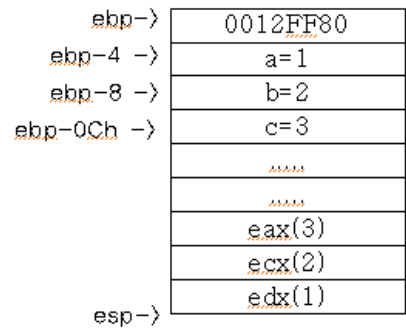 ebp-> 0012FF80
ebp-4 -> a=1
ebp-8 -> b=2
ebp-0Ch -> c=3
,,,,,
,,,,,
eax(3)
ecx(2)
edx(1)
esp->